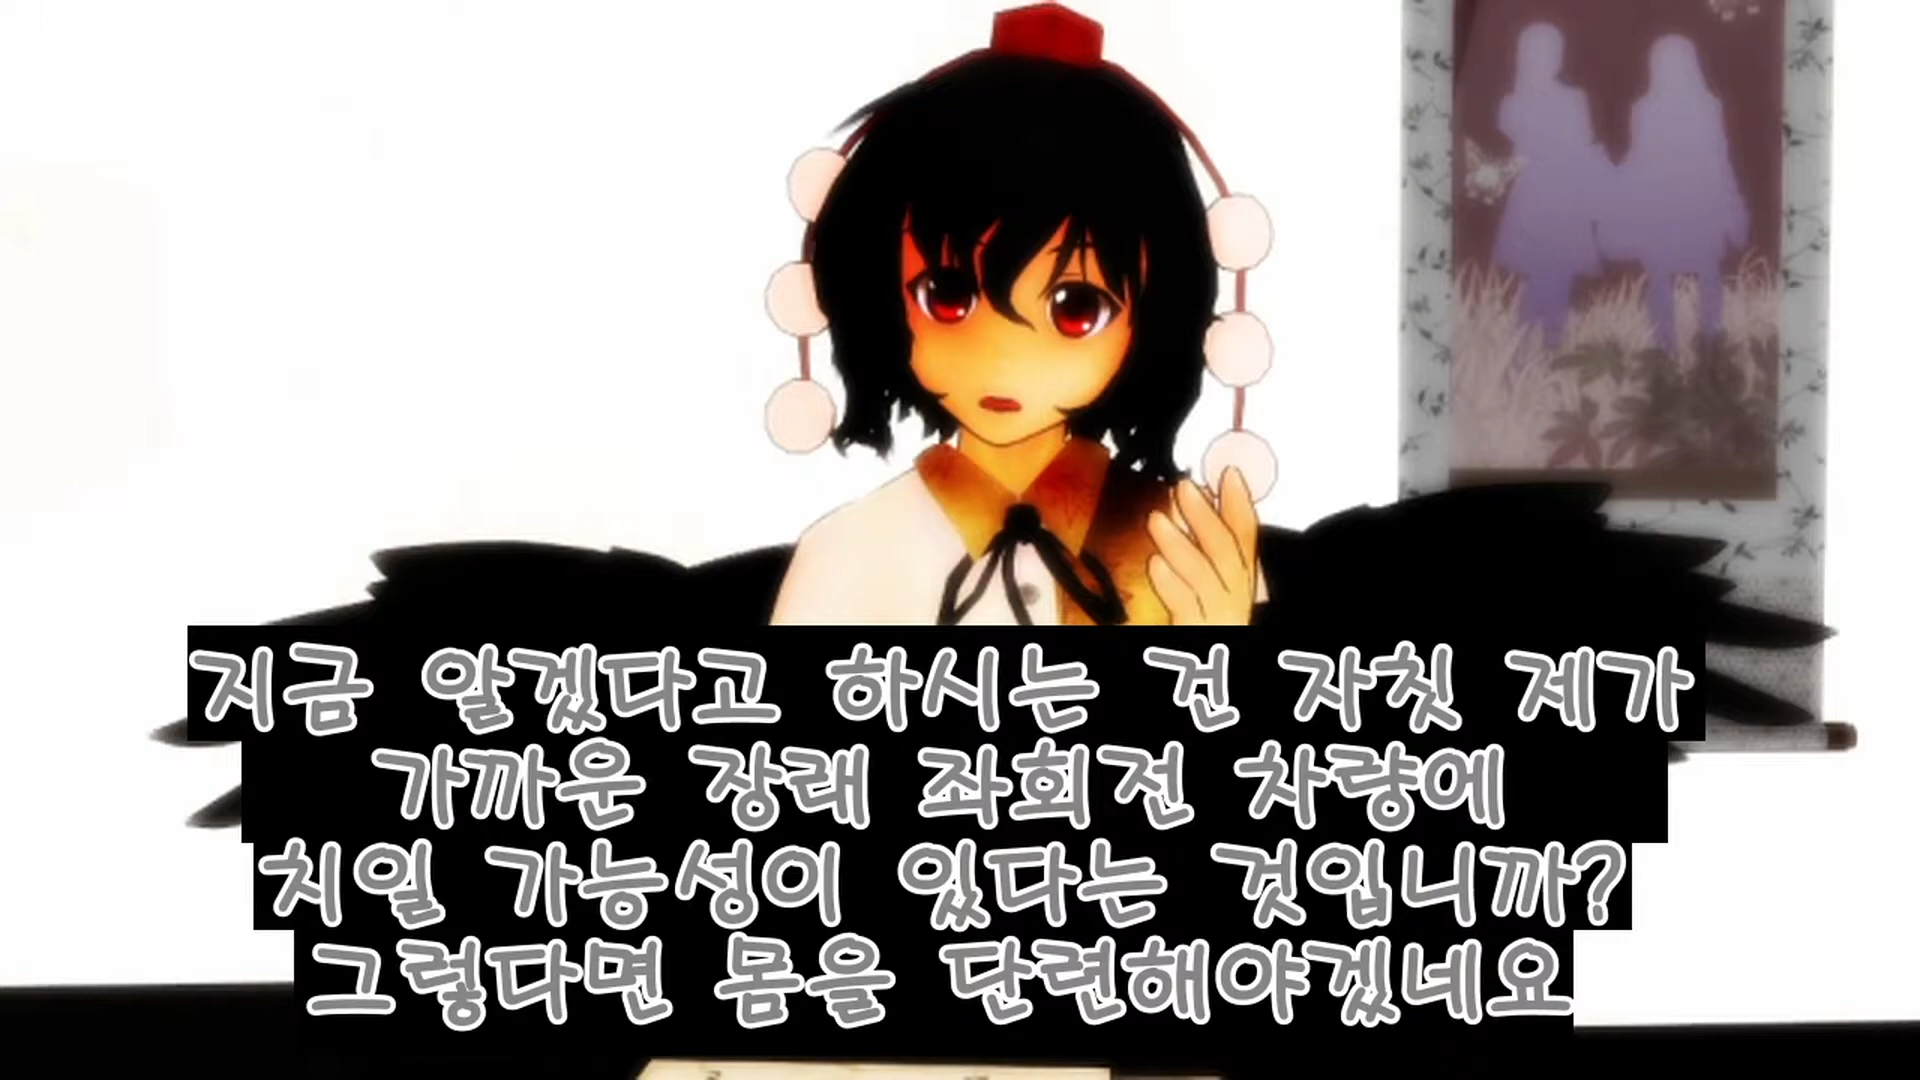 지금 알겠다고 하시는 건 자칫 제가
가까운 장래 좌회전 차량에
치일 가능성이 있다는 것입니까?
그렇다면 몸을 단련해야겠네요